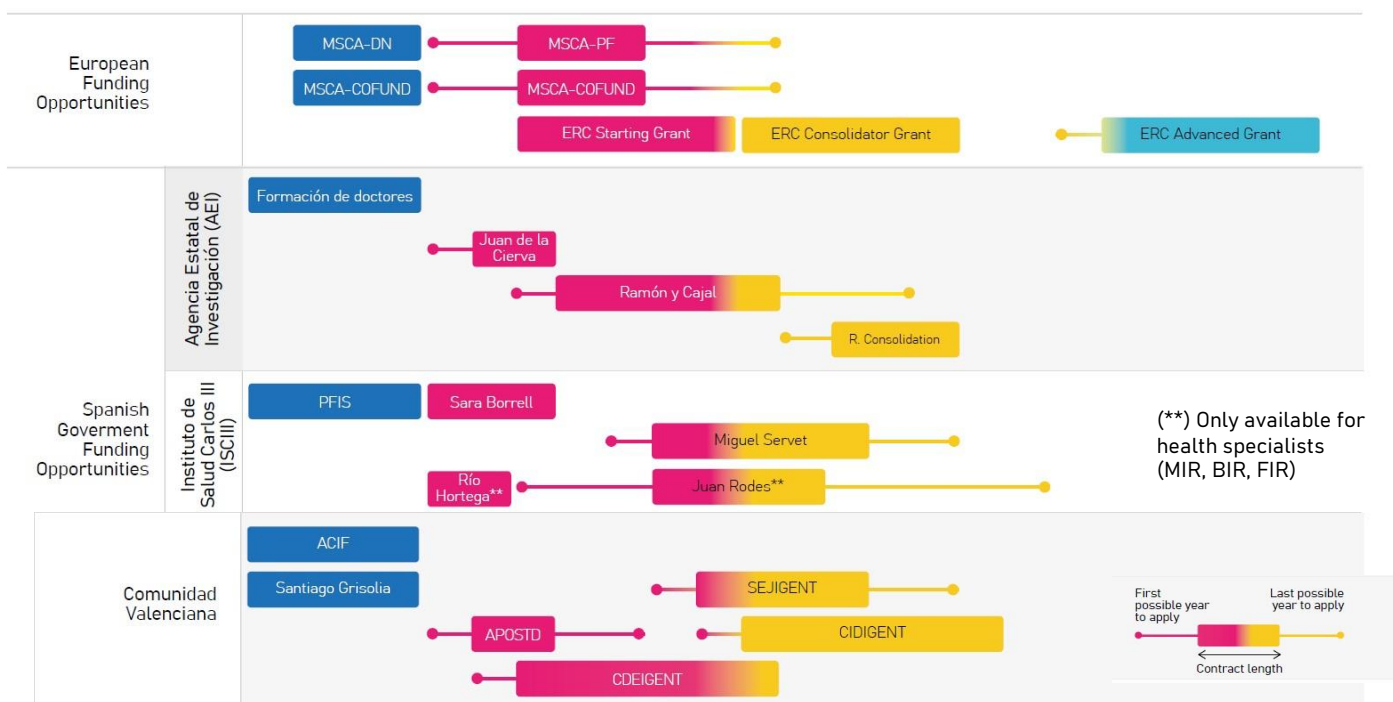 European
Funding
Opportunities
MSCA-DN
MSCA-PF
MSCA-COFUND
MSCA-COFUND
ERC Starting Grant
ERC Consolidator Grant
ERC Advanced Grant
Spanish
Goverment
Funding
Opportunities
Agencia Estatal de
Investigación (AEI)
Formación de doctores
Juan de la
Cierva
Ramón y Cajal
R. Consolidation
Instituto de
Salud Carlos III
(ISCIII)
PFIS
Sara Borrell
Miguel Servet
Río
Hortega**
Juan Rodes**
(**) Only available for
health specialists
(MIR, BIR, FIR)
Comunidad
Valenciana
ACIF
Santiago Grisolia
SEJIGENT
APOSTD
CIDIGENT
CDEIGENT
First
possible year
to apply
Last possible
year to apply
Contract length